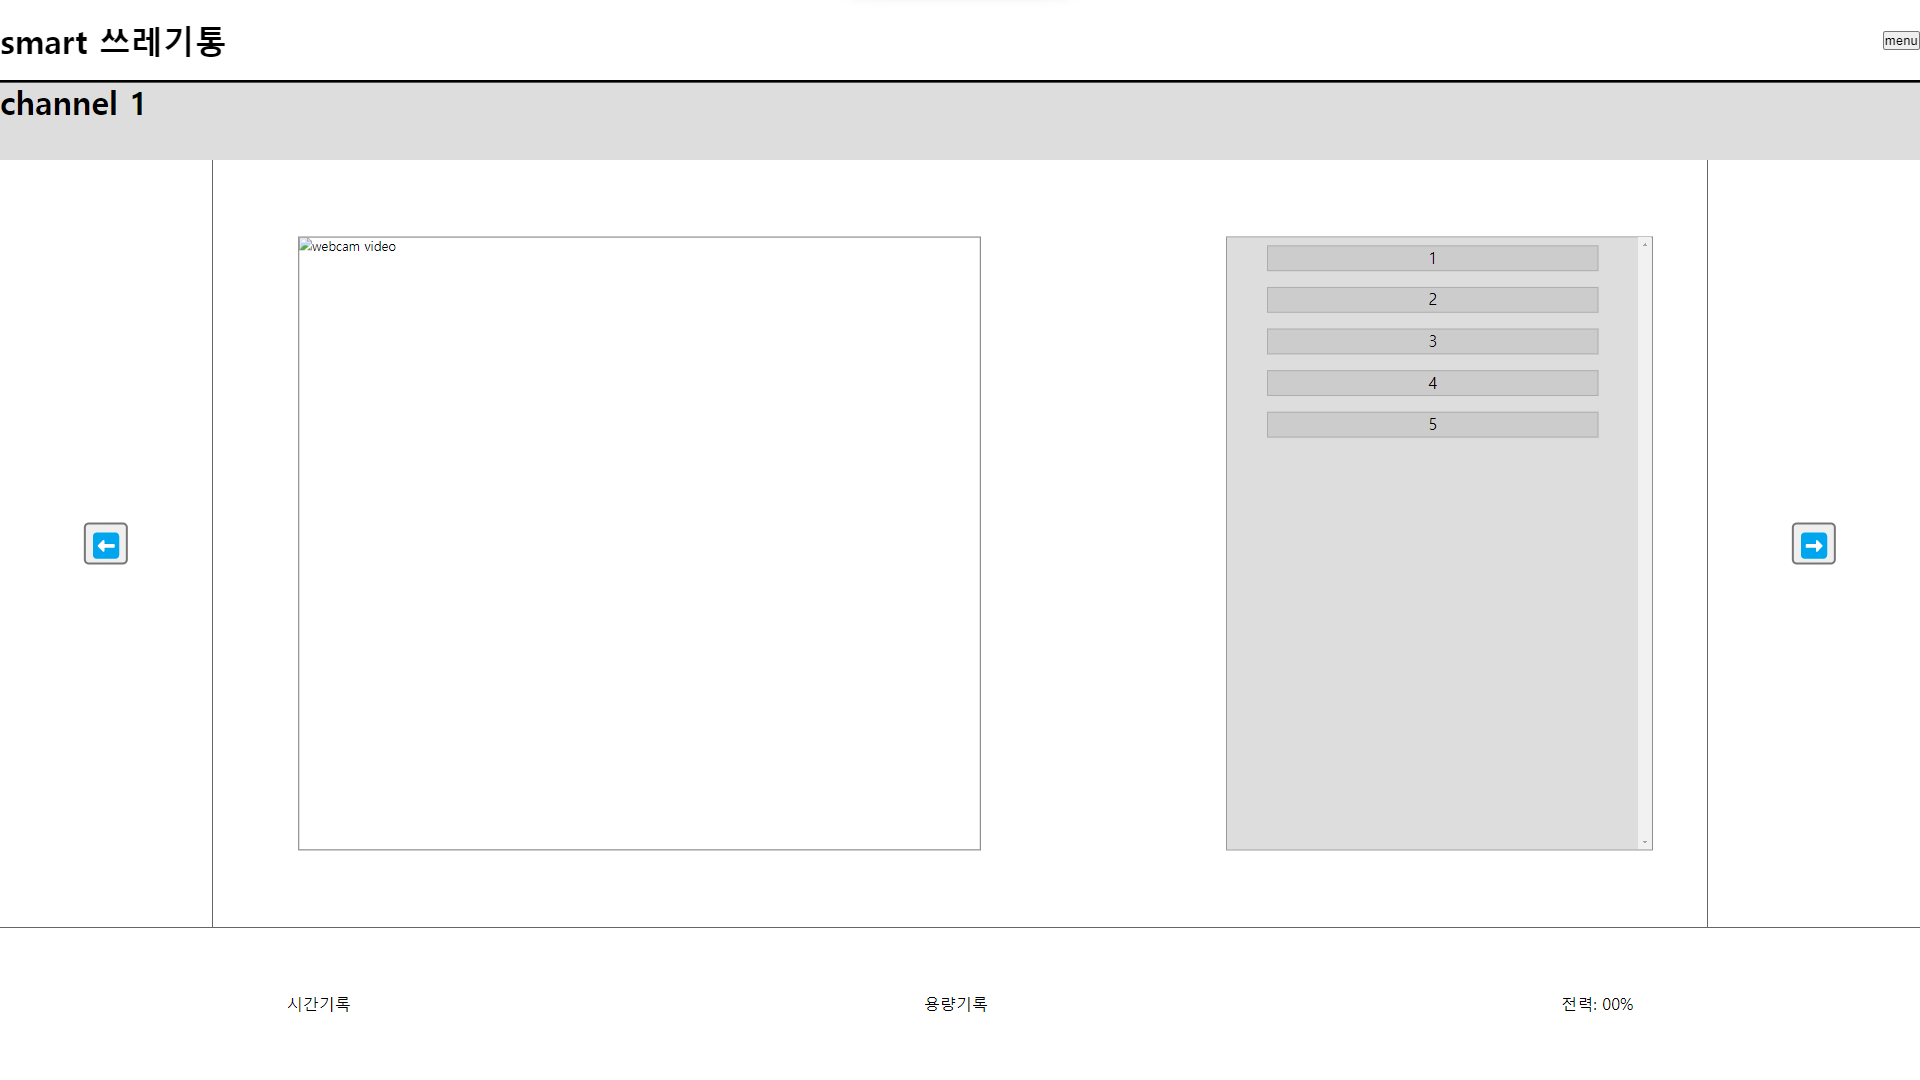 smart 쓰레기통
menu
channel 1
webcam video
1
2
3
4
5
시간기록
용량기록
전력: 00%